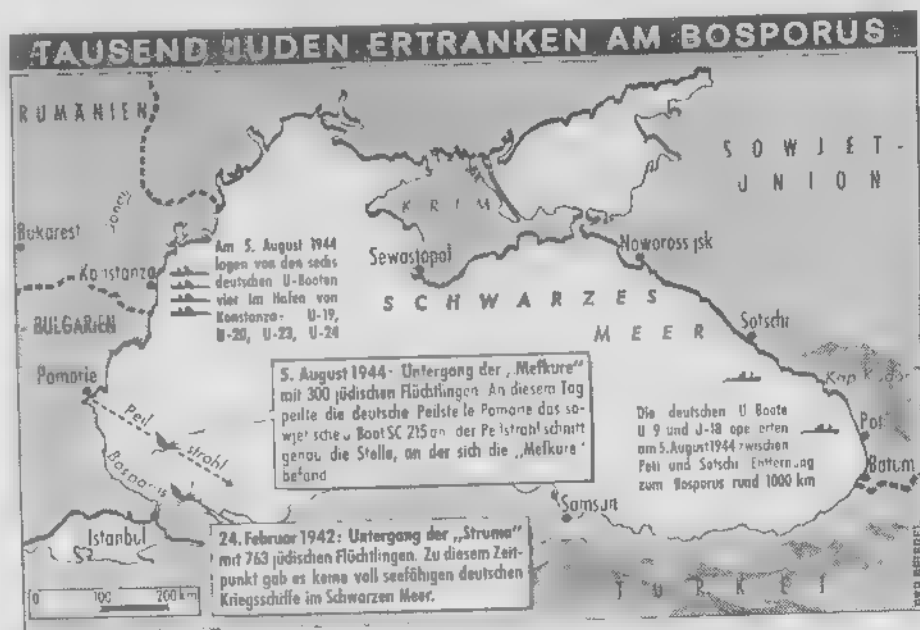 TAUSEND JUDEN ERTRANKEN AM BOSPORUS
RUMÄNIEN
SOWJET-
UNION
Bukarest
KRIM
Am 5. August 1944
lagen von den sechs
deutschen U-Booten
vier im Hafen von
Konstanza: U-19,
U-20, U-23, U-24
Sewastopol
Noworossijsk
Konstanza
SCHWARZES
MEER
BULGARIEN
Sotschi
Pomorie
5. August 1944: Untergang der „Mefkure"
mit 300 jüdischen Flüchtlingen. An diesem Tag
peilte die deutsche Peilstelle Pomorie das so-
wjetische U Boot SC 215 an, der Peilstrahl schnitt
genau die Stelle, an der sich die „Mefkure"
befand
Kap
Die deutschen U Boote
U 9 und U-18 operierten
am 5. August 1944 zwischen
Poti und Sotschi Entfernung
zum Bosporus rund 1000 km
Peil
strahl
Poti
Batum
Bosporus
Samsun
Istanbul
24. Februar 1942: Untergang der „Struma"
mit 763 jüdischen Flüchtlingen. Zu diesem Zeit-
punkt gab es keine voll seefähigen deutschen
Kriegsschiffe im Schwarzen Meer.
TÜRKEI
0 100 200 km